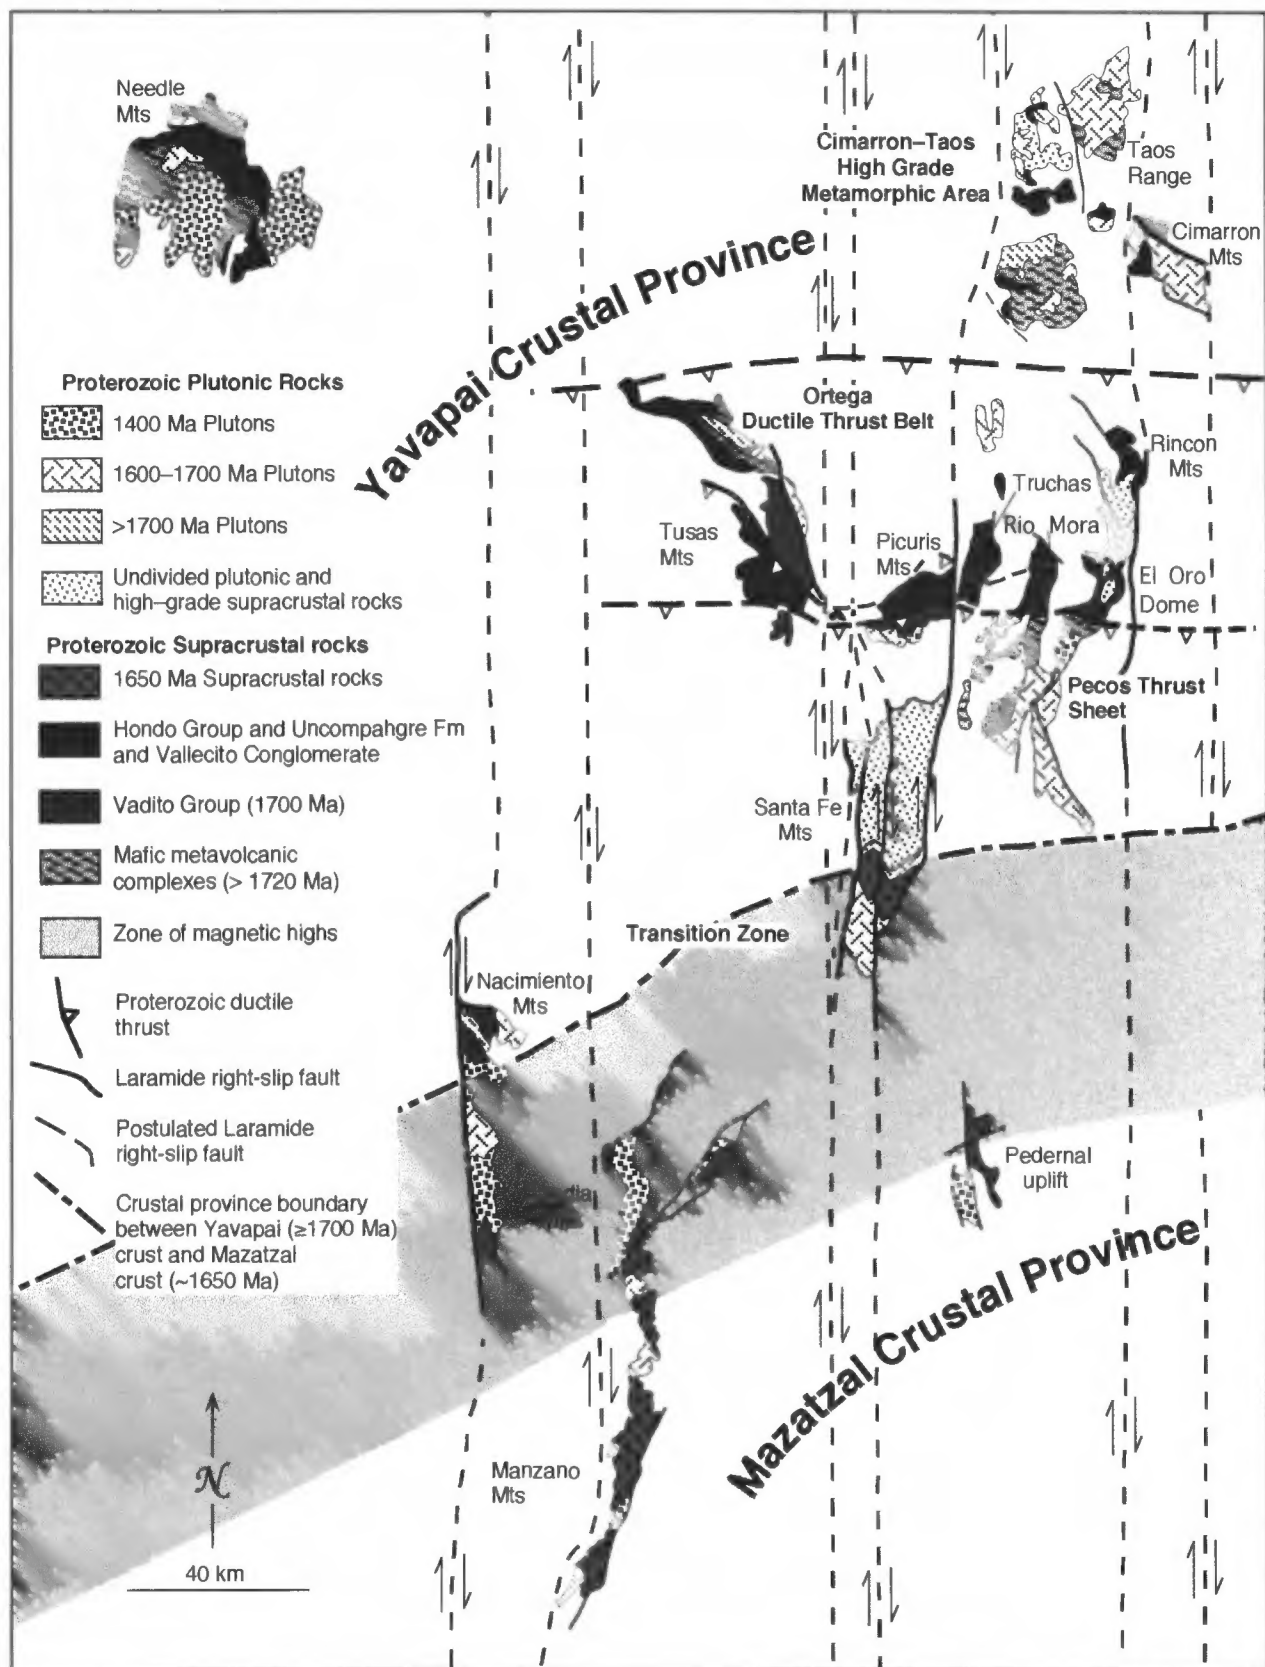 Needle
Mts
Cimarron–Taos
High Grade
Metamorphic Area
Taos
Range
Cimarron
Mts
Yavapai Crustal Province
Ortega
Ductile Thrust Belt
Rincon
Mts
Truchas
Rio Mora
Tusas
Mts
Picuris
Mts
El Oro
Dome
Pecos Thrust
Sheet
Santa Fe
Mts
Transition Zone
Nacimiento
Mts
Pedernal
uplift
Mazatzal Crustal Province
Manzano
Mts
Proterozoic Plutonic Rocks
1400 Ma Plutons
1600–1700 Ma Plutons
>1700 Ma Plutons
Undivided plutonic and
high–grade supracrustal rocks
Proterozoic Supracrustal rocks
1650 Ma Supracrustal rocks
Hondo Group and Uncompahgre Fm
and Vallecito Conglomerate
Vadito Group (1700 Ma)
Mafic metavolcanic
complexes (> 1720 Ma)
Zone of magnetic highs
Proterozoic ductile
thrust
Laramide right-slip fault
Postulated Laramide
right-slip fault
Crustal province boundary
between Yavapai (≥1700 Ma)
crust and Mazatzal
crust (~1650 Ma)
N
40 km